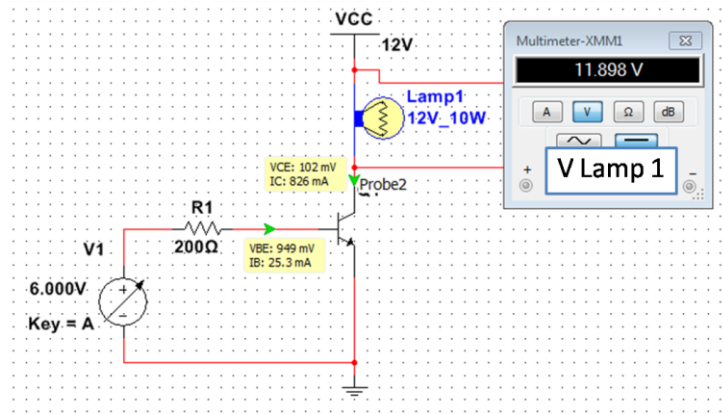 VCC
12V
Multimeter-XMM1
11.898 V
A
V
Ω
dB
V Lamp 1
+
-
Lamp1
12V_10W
VCE: 102 mV
IC: 826 mA
Probe2
R1
200Ω
VBE: 949 mV
IB: 25.3 mA
V1
6.000V
+
-
Key = A